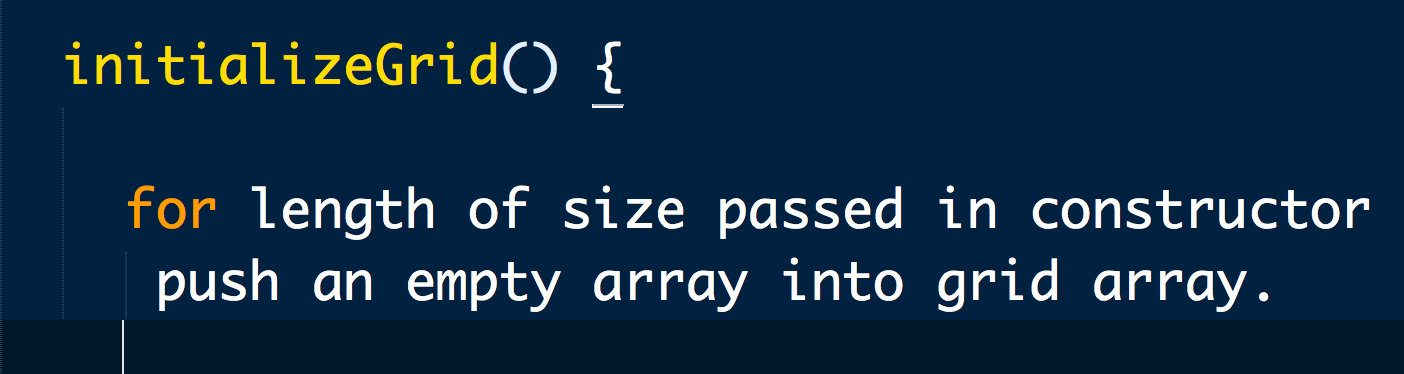 initializeGrid() {
for length of size passed in constructor
push an empty array into grid array.